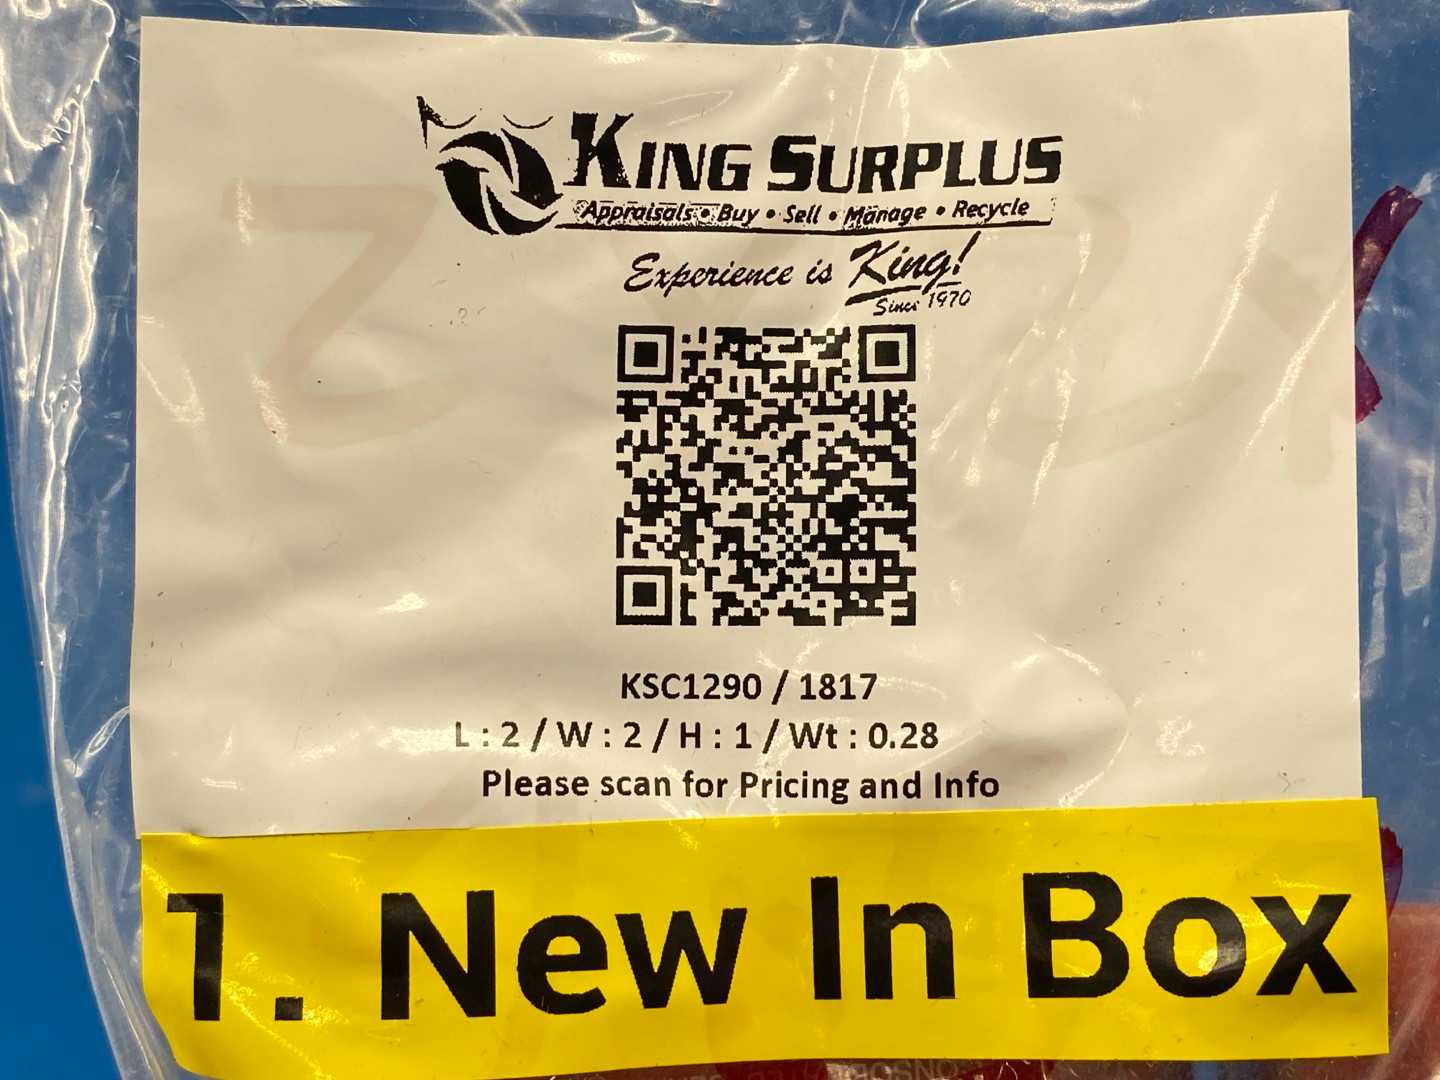 KING SURPLUS
Appraisals • Buy • Sell • Manage • Recycle
Experience is King!
Since 1970
KSC1290 / 1817
L : 2 / W : 2 / H : 1 / Wt : 0.28
Please scan for Pricing and Info
1. New In Box